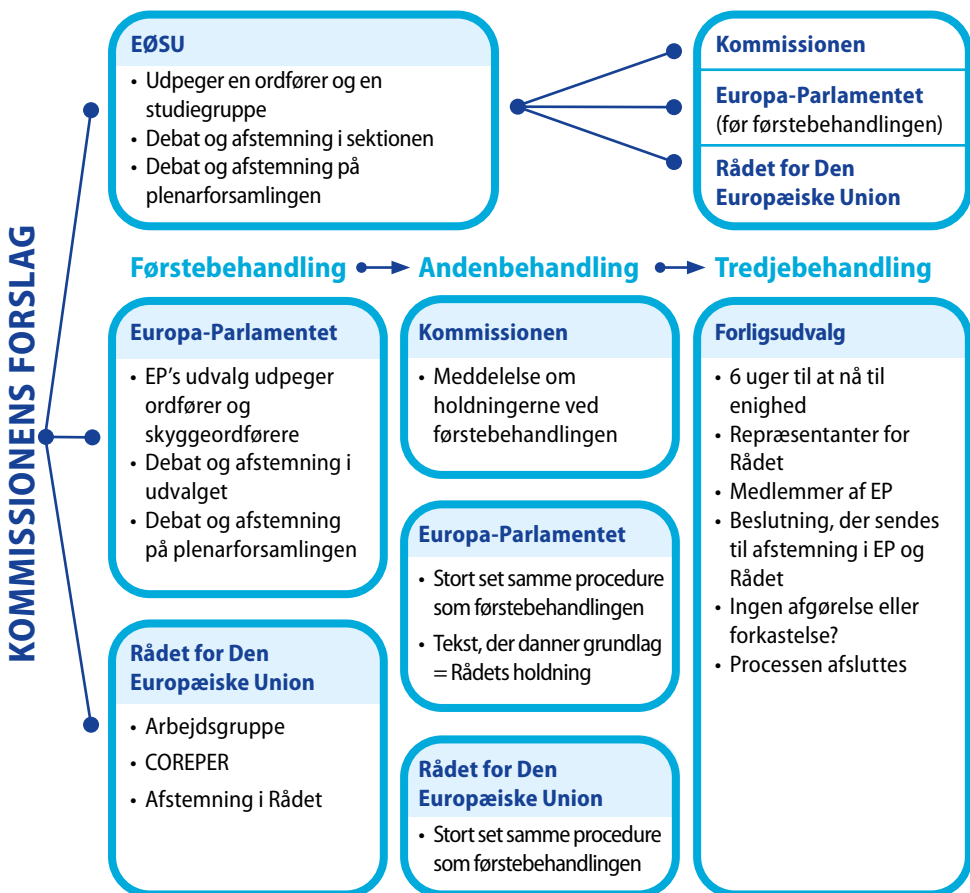 KOMMISSIONENS FORSLAG
EØSU
• Udpeger en ordfører og en
studiegruppe
• Debat og afstemning i sektionen
• Debat og afstemning på
plenarforsamlingen
Kommissionen
Europa-Parlamentet
(før førstebehandlingen)
Rådet for Den
Europæiske Union
Førstebehandling
Andenbehandling
Tredjebehandling
Europa-Parlamentet
• EP's udvalg udpeger
ordfører og
skyggeordførere
• Debat og afstemning i
udvalget
• Debat og afstemning
på plenarforsamlingen
Rådet for Den
Europæiske Union
• Arbejdsgruppe
• COREPER
• Afstemning i Rådet
Kommissionen
• Meddelelse om
holdningerne ved
førstebehandlingen
Europa-Parlamentet
• Stort set samme procedure
som førstebehandlingen
• Tekst, der danner grundlag
= Rådets holdning
Rådet for Den
Europæiske Union
• Stort set samme procedure
som førstebehandlingen
Forligsudvalg
• 6 uger til at nå til
enighed
• Repræsentanter for
Rådet
• Medlemmer af EP
• Beslutning, der sendes
til afstemning i EP og
Rådet
• Ingen afgørelse eller
forkastelse?
• Processen afsluttes